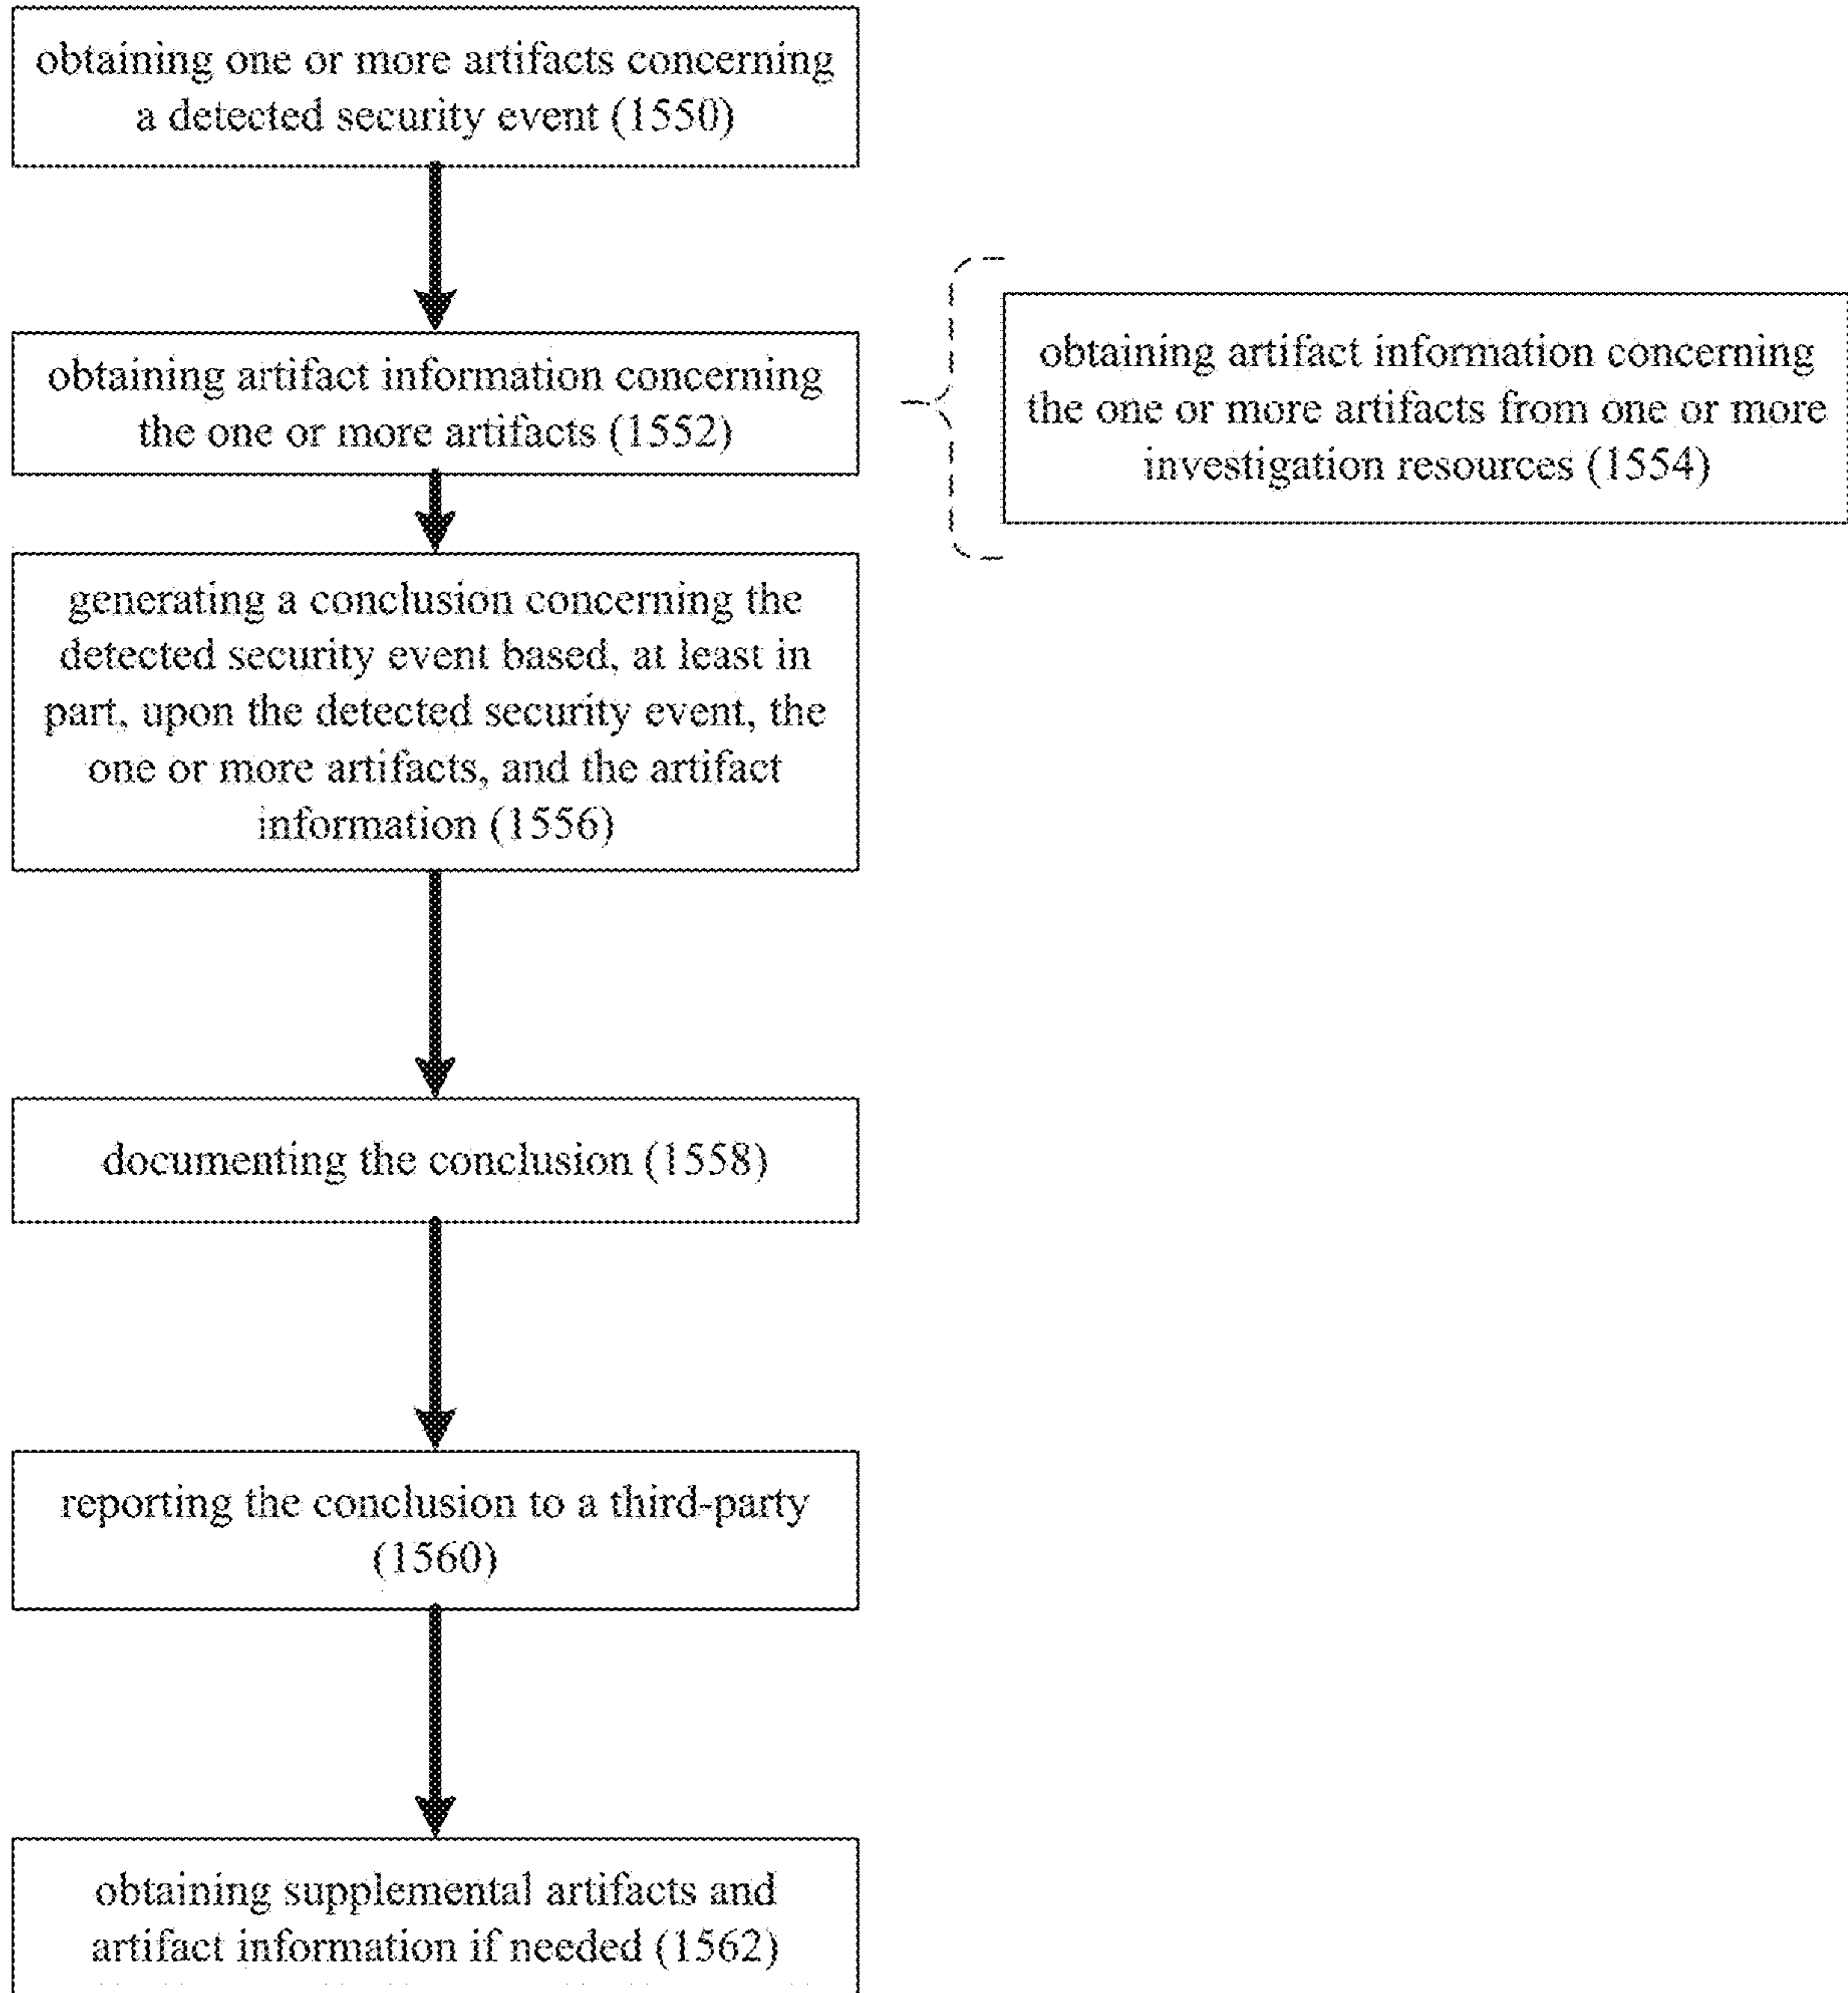 obtaining one or more artifacts concerning
a detected security event (1550)
obtaining artifact information concerning
the one or more artifacts (1552)
obtaining artifact information concerning
the one or more artifacts from one or more
investigation resources (1554)
generating a conclusion concerning the
detected security event based, at least in
part, upon the detected security event, the
one or more artifacts, and the artifact
information (1556)
documenting the conclusion (1558)
reporting the conclusion to a third-party
(1560)
obtaining supplemental artifacts and
artifact information if needed (1562)